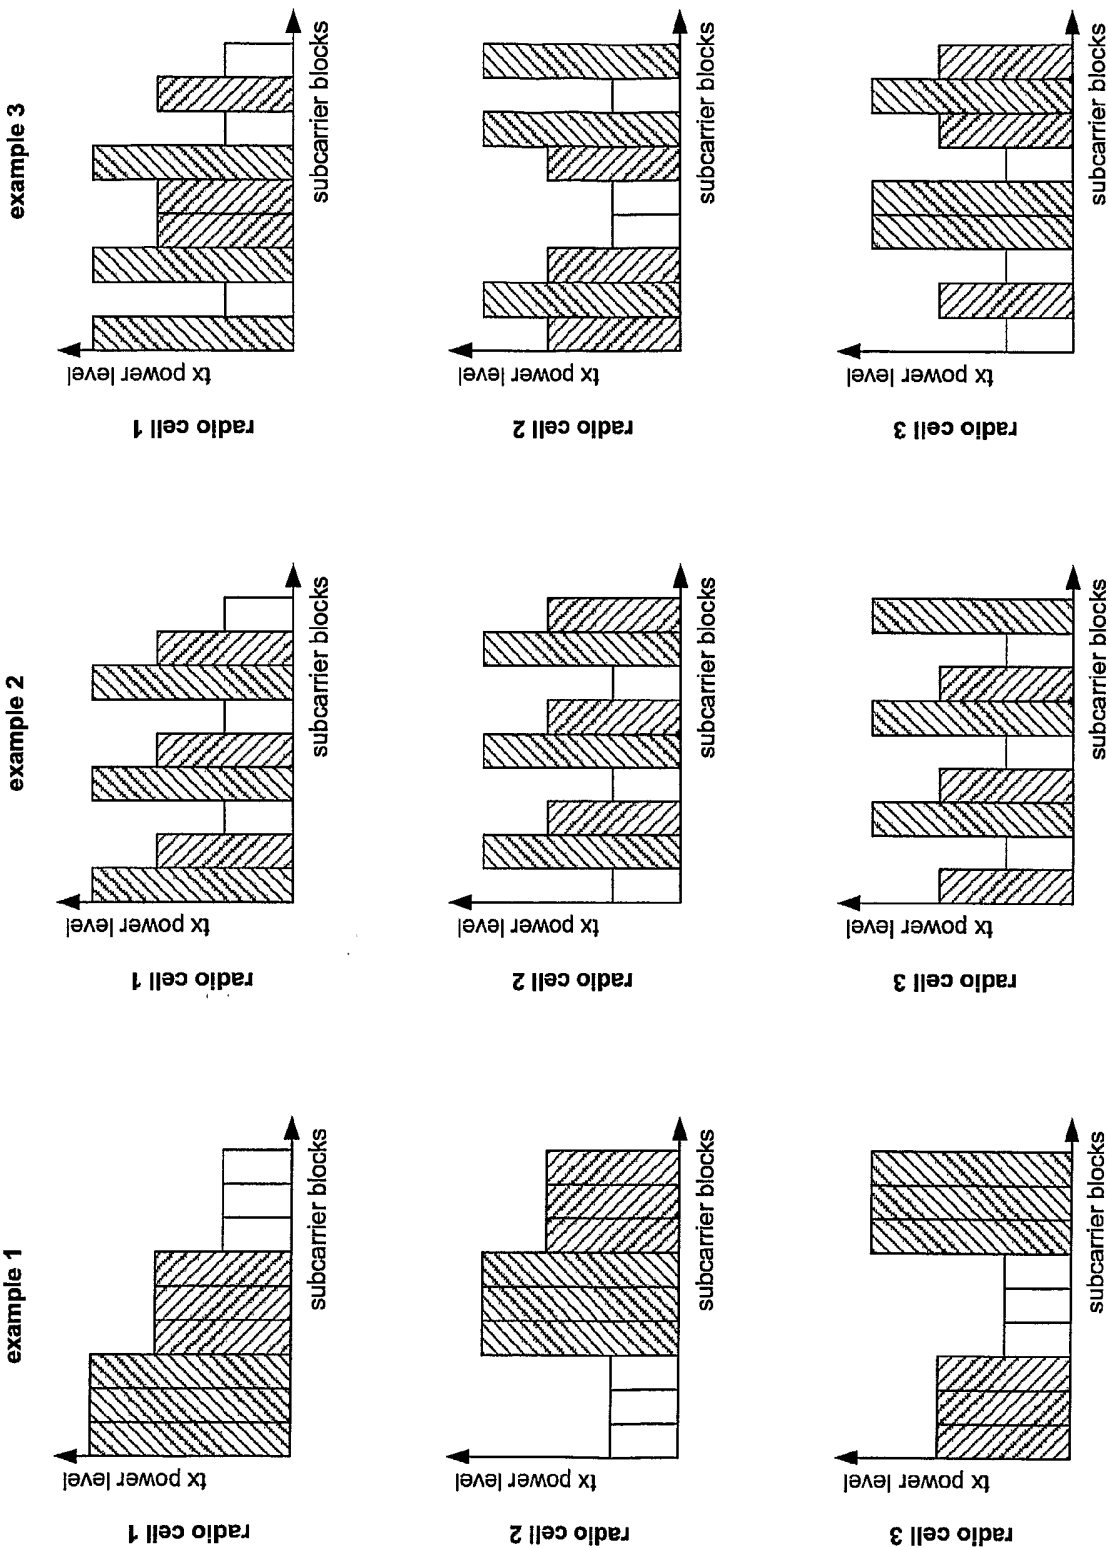 example 1
radio cell 1
tx power level
subcarrier blocks
radio cell 2
tx power level
subcarrier blocks
radio cell 3
tx power level
subcarrier blocks
example 2
radio cell 1
tx power level
subcarrier blocks
radio cell 2
tx power level
subcarrier blocks
radio cell 3
tx power level
subcarrier blocks
example 3
radio cell 1
tx power level
subcarrier blocks
radio cell 2
tx power level
subcarrier blocks
radio cell 3
tx power level
subcarrier blocks